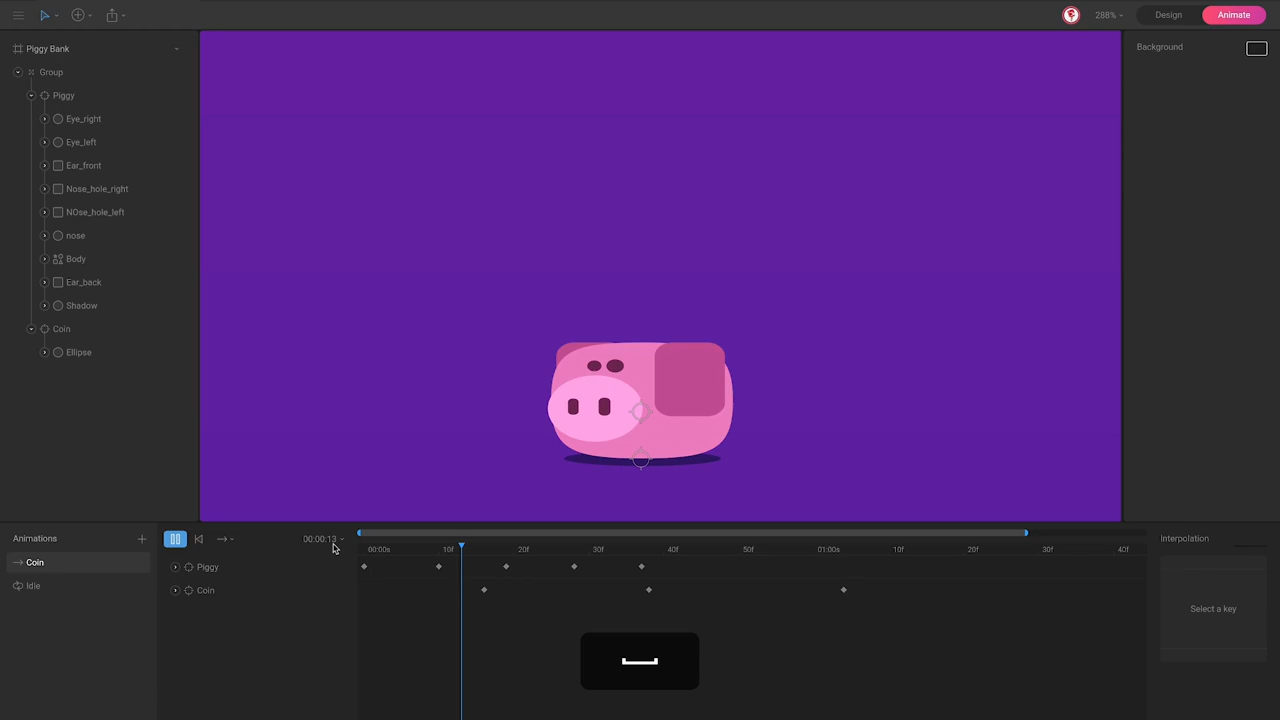 288%
Design
Animate
Piggy Bank
Background
Group
Piggy
Eye_right
Eye_left
Ear_front
Nose_hole_right
NOse_hole_left
nose
Body
Ear_back
Shadow
Coin
Ellipse
Animations
00:00:13
Interpolation
00:00s 10f 20f 30f 40f 50f 01:00s 10f 20f 30f 40f
Coin
Piggy
Idle
Coin
Select a key